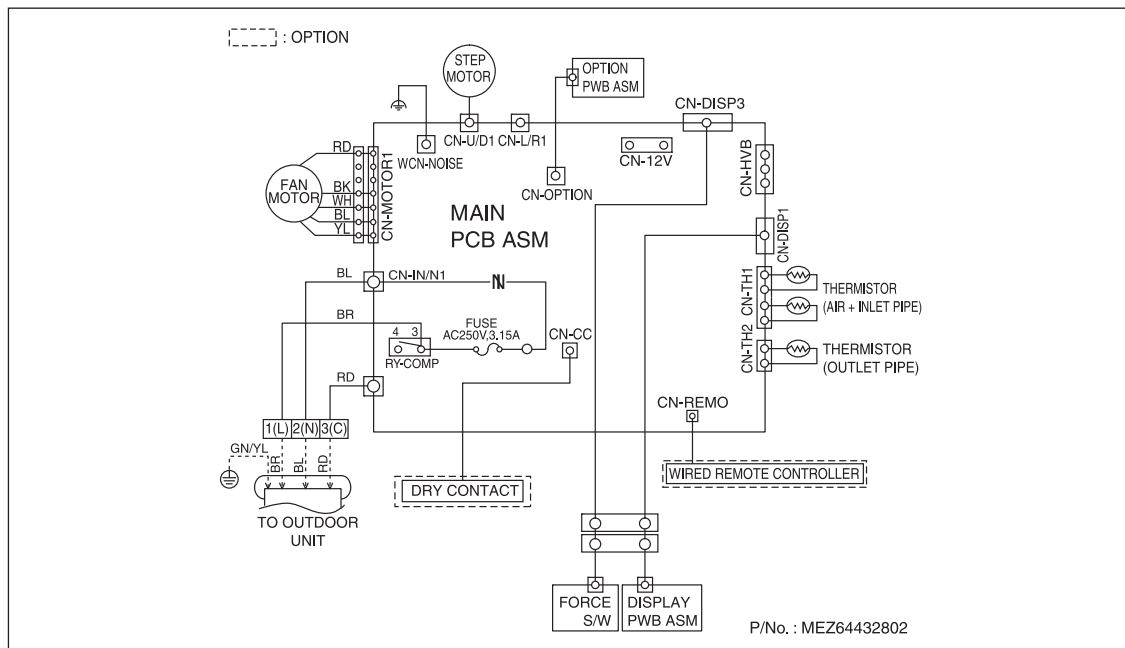 : OPTION
STEP
MOTOR
OPTION
PWB ASM
CN-DISP3
CN-U/D1
CN-L/R1
WCN-NOISE
CN-12V
CN-HVB
RD
BK
WH
BL
YL
FAN
MOTOR
CN-MOTOR1
CN-OPTION
MAIN
PCB ASM
CN-DISP1
BL
CN-IN/N1
CN-TH1
THERMISTOR
(AIR + INLET PIPE)
BR
FUSE
AC250V,3.15A
4 3
RY-COMP
CN-CC
CN-TH2
THERMISTOR
(OUTLET PIPE)
RD
CN-REMO
1(L) 2(N) 3(C)
GN/YL
BR
BL
RD
WIRED REMOTE CONTROLLER
DRY CONTACT
TO OUTDOOR
UNIT
FORCE
S/W
DISPLAY
PWB ASM
P/No. : MEZ64432802